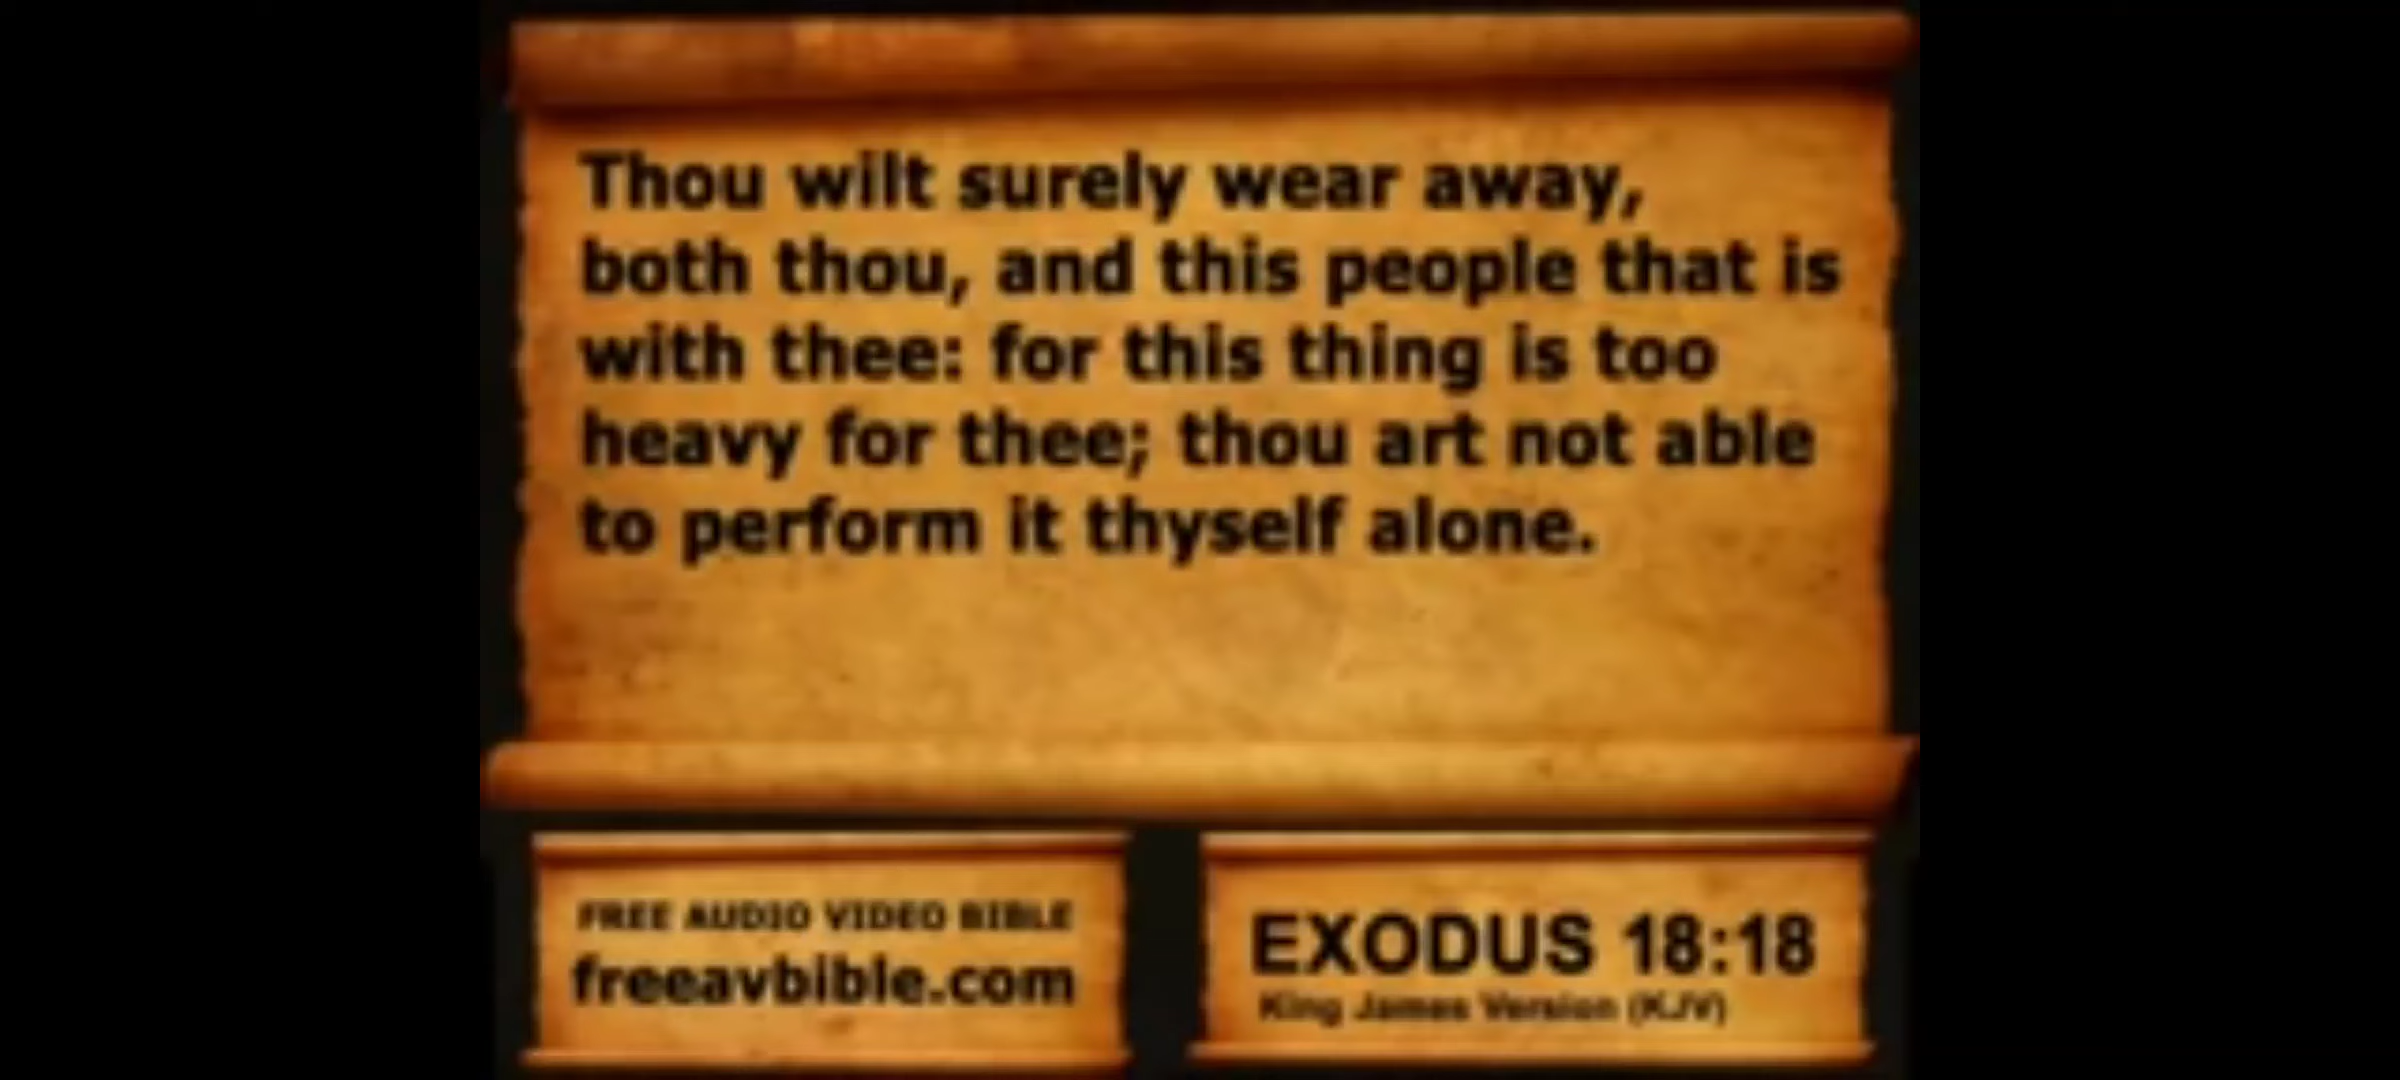 Thou wilt surely wear away,
both thou, and this people that is
with thee: for this thing is too
heavy for thee; thou art not able
to perform it thyself alone.
FREE AUDIO VIDEO BIBLE
freeavbible.com
EXODUS 18:18
King James Version (KJV)